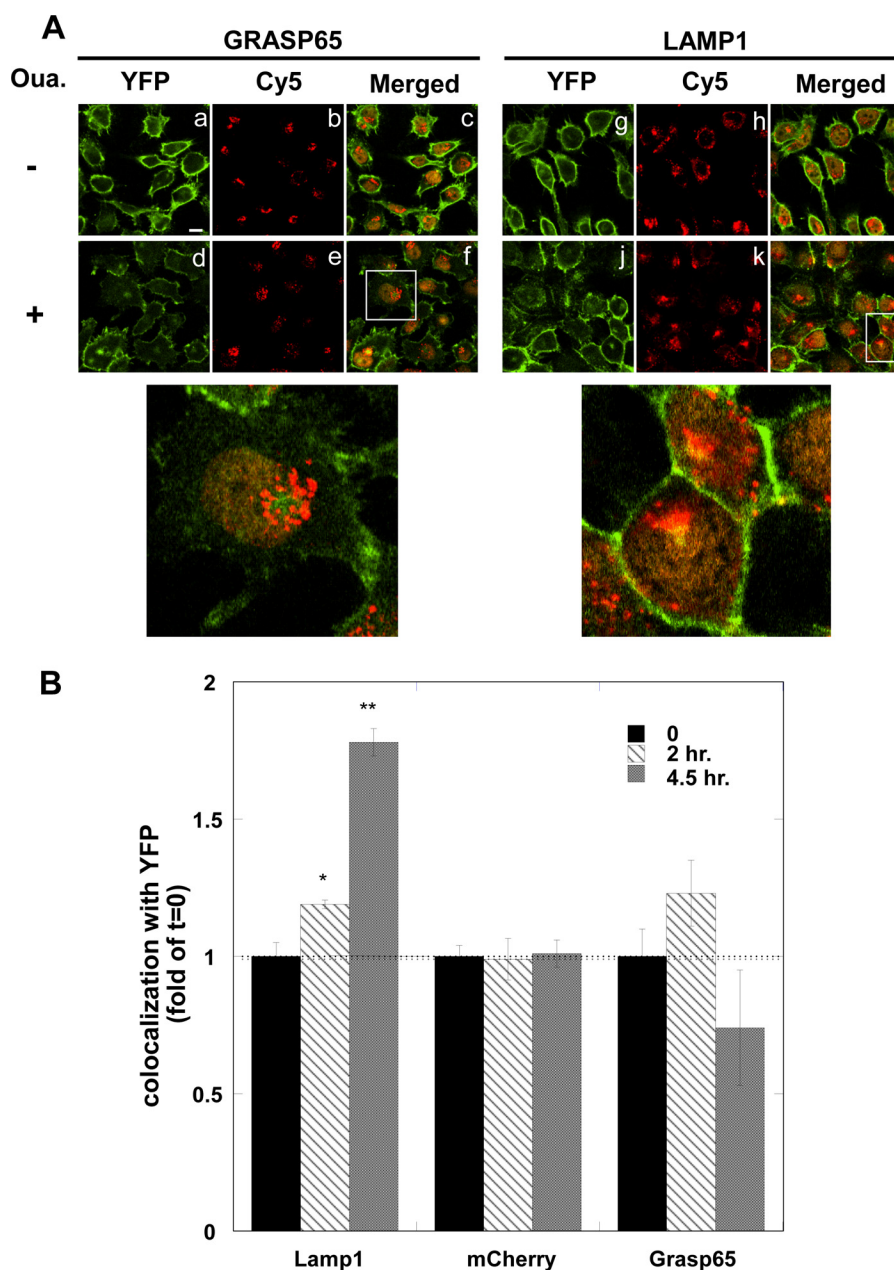 A
GRASP65 LAMP1
Oua. YFP Cy5 Merged YFP Cy5 Merged
a b c g h
-
d e f j k
+
B
2
1.5
1
0.5
0
colocalization with YFP
(fold of t=0)
* **
0
2 hr.
4.5 hr.
Lamp1 mCherry Grasp65